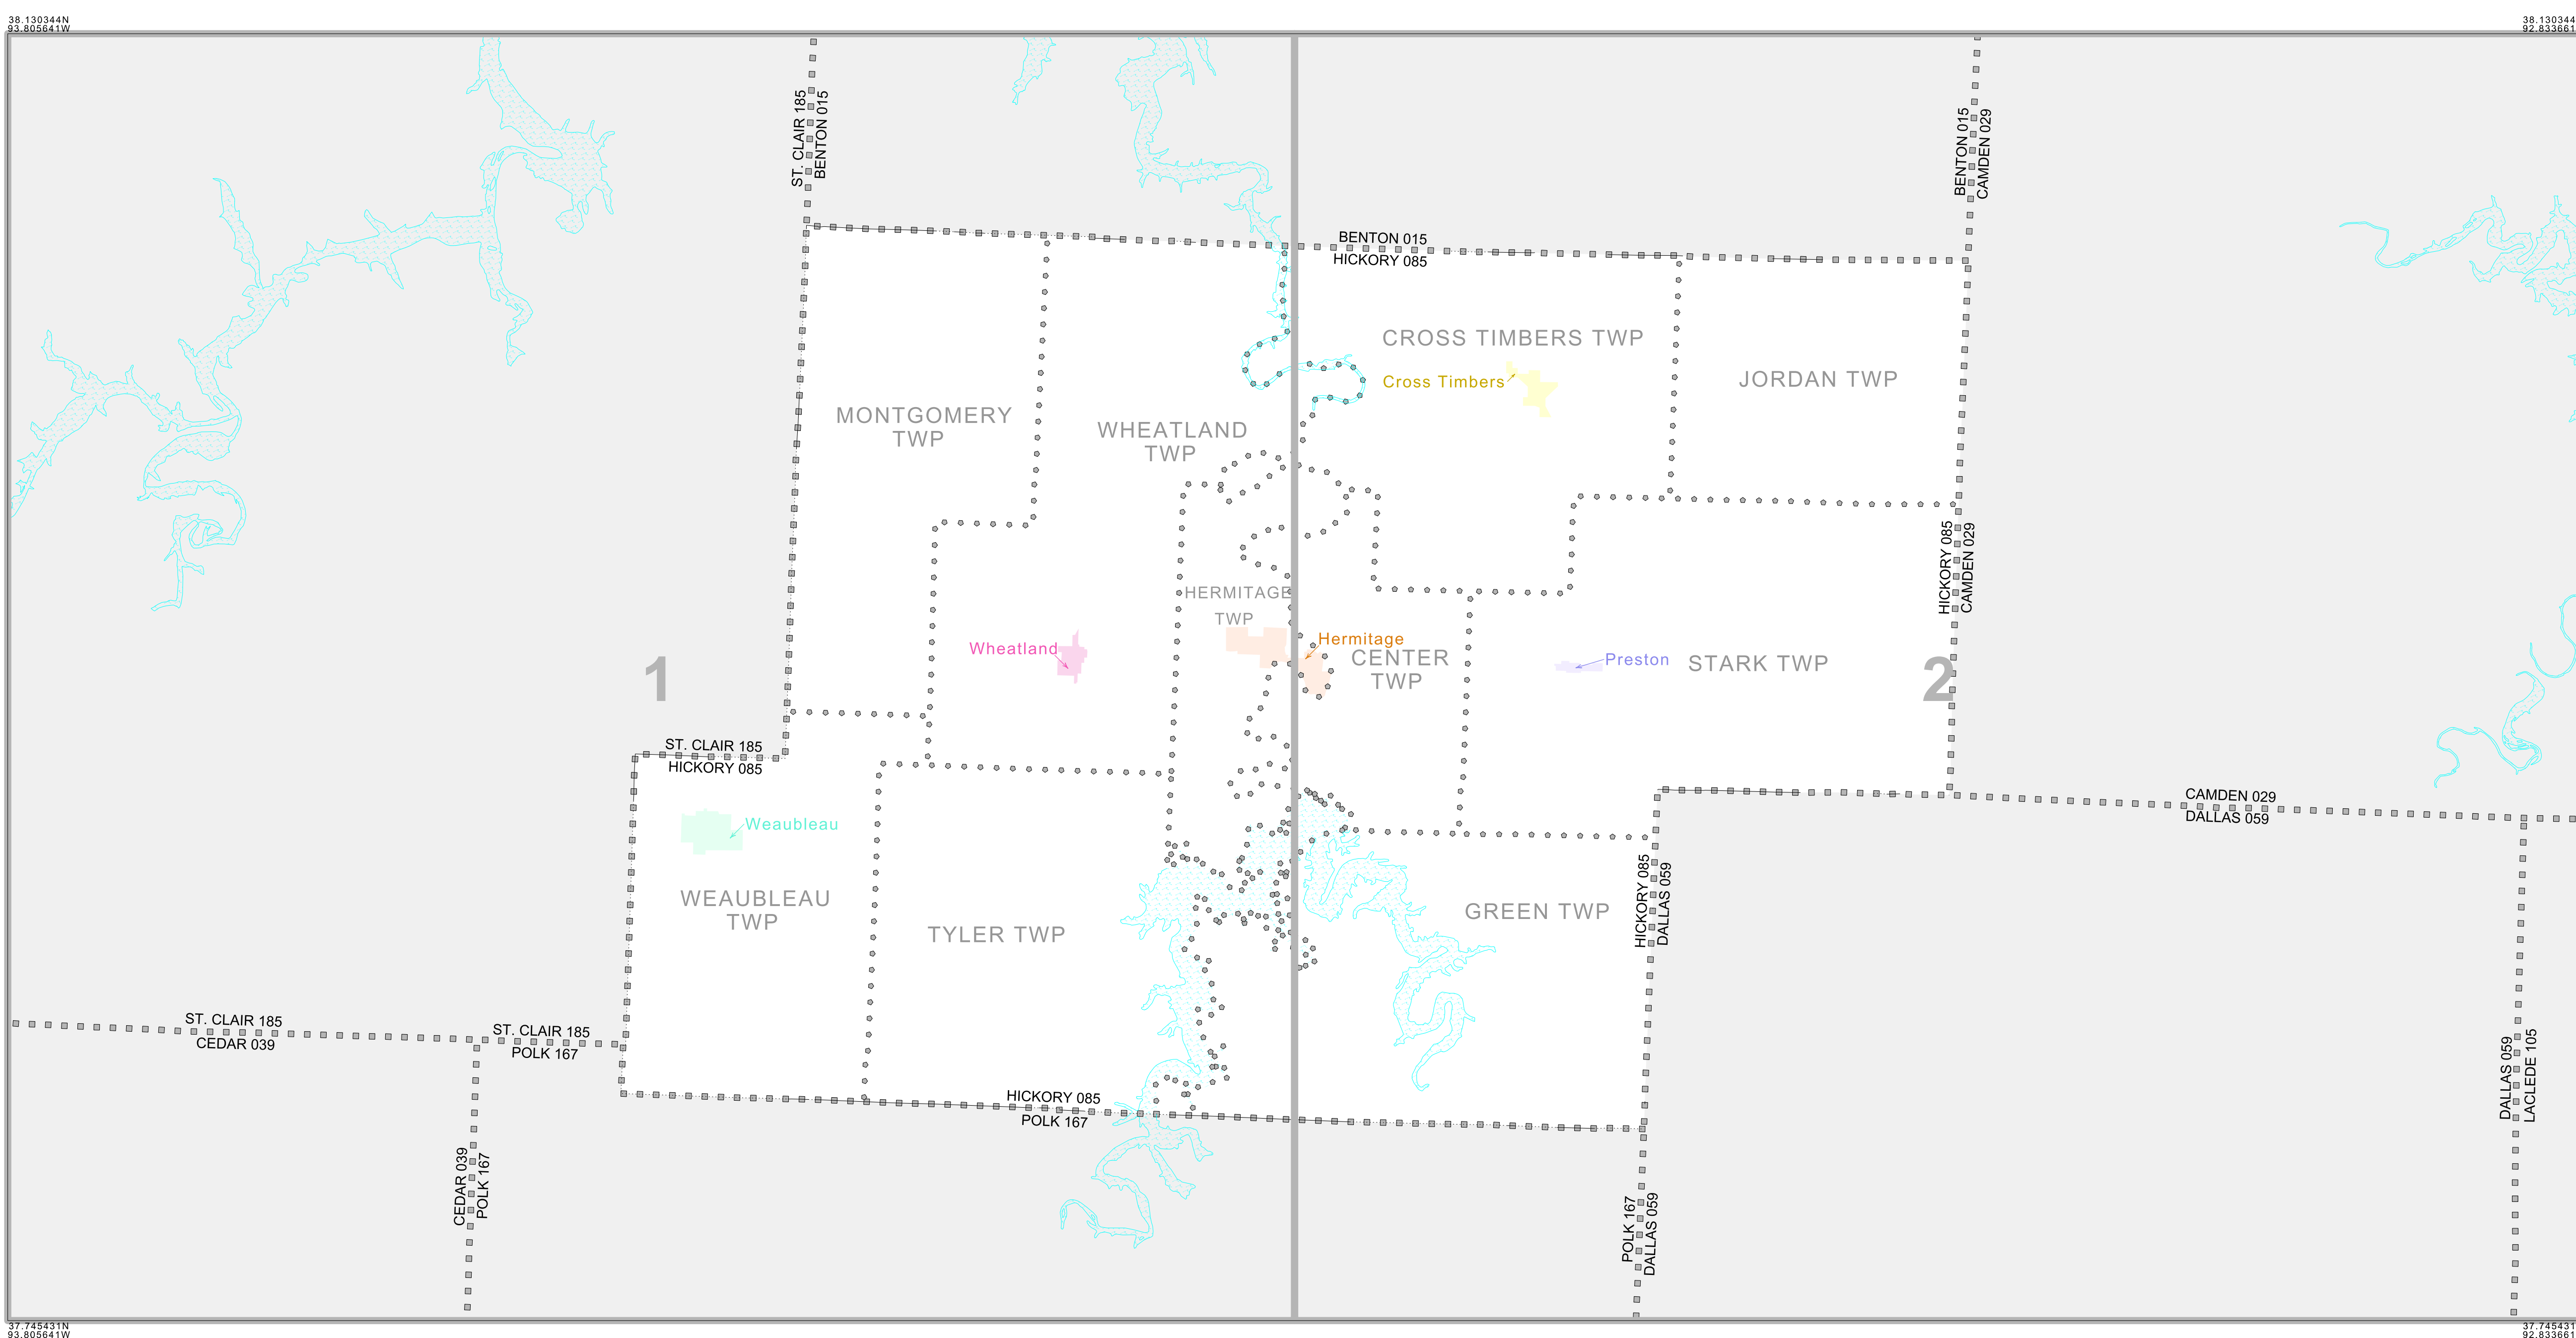 38.130344N
93.805641W
38.130344
92.833661
ST. CLAIR 185
BENTON 015
BENTON 015
CAMDEN 029
BENTON 015
HICKORY 085
CROSS TIMBERS TWP
Cross Timbers
JORDAN TWP
MONTGOMERY
TWP
WHEATLAND
TWP
HICKORY 085
CAMDEN 029
HERMITAGE
TWP
Hermitage
Wheatland
CENTER
TWP
Preston
STARK TWP
1
2
ST. CLAIR 185
HICKORY 085
CAMDEN 029
DALLAS 059
Weaubleau
WEAUBLEAU
TWP
TYLER TWP
GREEN TWP
HICKORY 085
DALLAS 059
ST. CLAIR 185
CEDAR 039
ST. CLAIR 185
POLK 167
HICKORY 085
POLK 167
DALLAS 059
LACLEDE 105
CEDAR 039
POLK 167
POLK 167
DALLAS 059
37.745431N
93.805641W
37.745431
92.833661